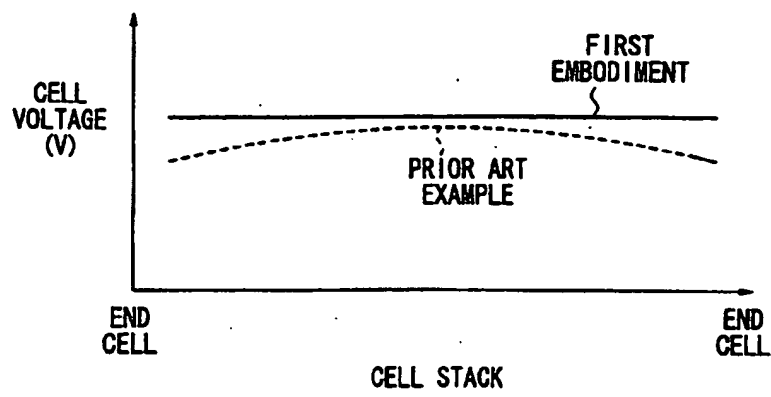 FIRST
EMBODIMENT
CELL
VOLTAGE
(V)
PRIOR ART
EXAMPLE
END
CELL
END
CELL
CELL STACK